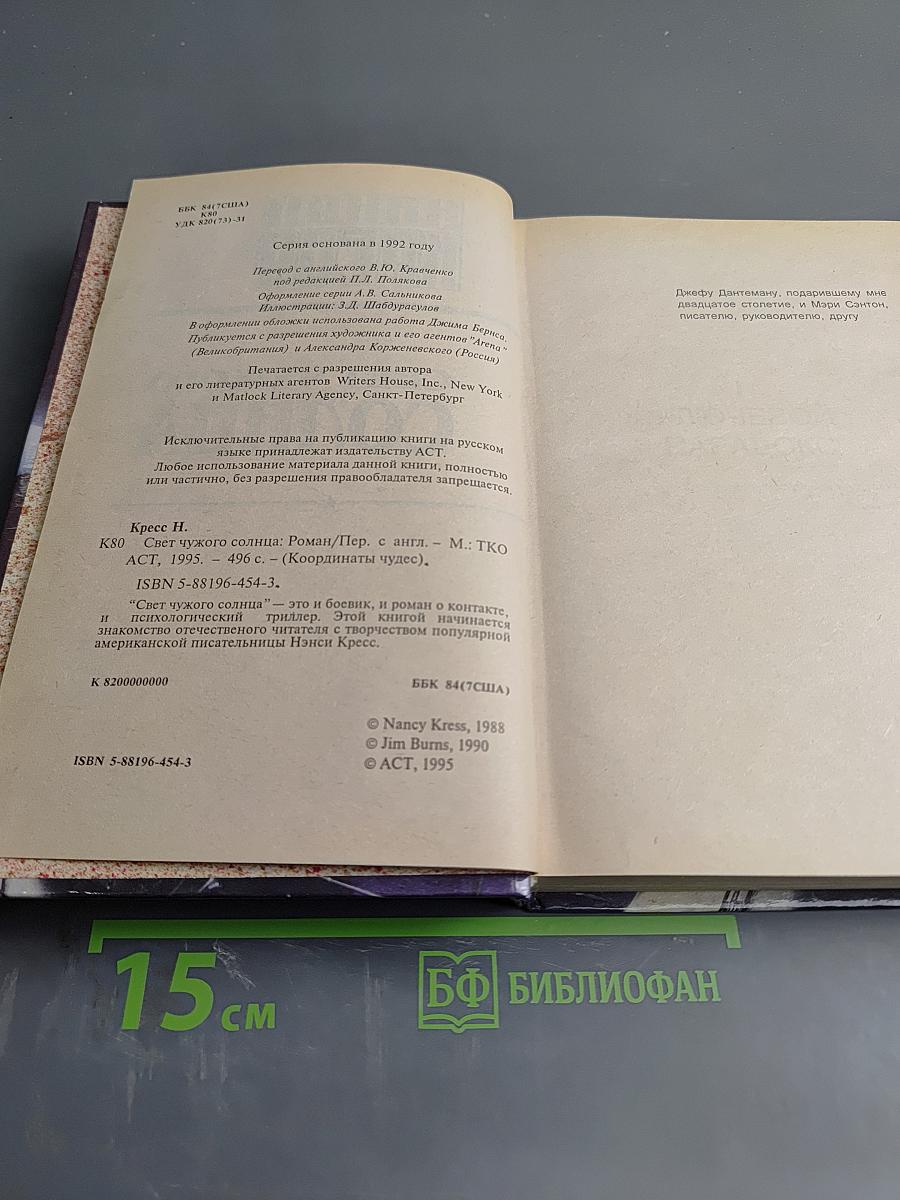 ББК 84(7США)
К80
УДК 820(73)-31
Серия основана в 1992 году
Перевод с английского В.Ю. Кравченко
под редакцией П.Л. Полякова
Оформление серии А.В. Сальникова
Иллюстрации: З.Д. Шабдурасулов
В оформлении обложки использована работа Джима Бернса.
Публикуется с разрешения художника и его агентов "Arena"
(Великобритания) и Александра Корженевского (Россия)
Печатается с разрешения автора
и его литературных агентов Writers House, Inc., New York
и Matlock Literary Agency, Санкт-Петербург
Исключительные права на публикацию книги на русском
языке принадлежат издательству АСТ.
Любое использование материала данной книги, полностью
или частично, без разрешения правообладателя запрещается.
Кресс Н.
К80 Свет чужого солнца: Роман/Пер. с англ. – М.: ТКО
АСТ, 1995. – 496 с. – (Координаты чудес).
ISBN 5-88196-454-3.
“Свет чужого солнца” — это и боевик, и роман о контакте,
и психологический триллер. Этой книгой начинается
знакомство отечественого читателя с творчеством популярной
американской писательницы Нэнси Кресс.
К 8200000000 ББК 84(7США)
© Nancy Kress, 1988
© Jim Burns, 1990
ISBN 5-88196-454-3 © АСТ, 1995
Джефу Дантеману, подарившему мне
двадцатое столетие, и Мэри Сэнтон,
писателю, руководителю, другу
15 см
БФ БИБЛИОФАН